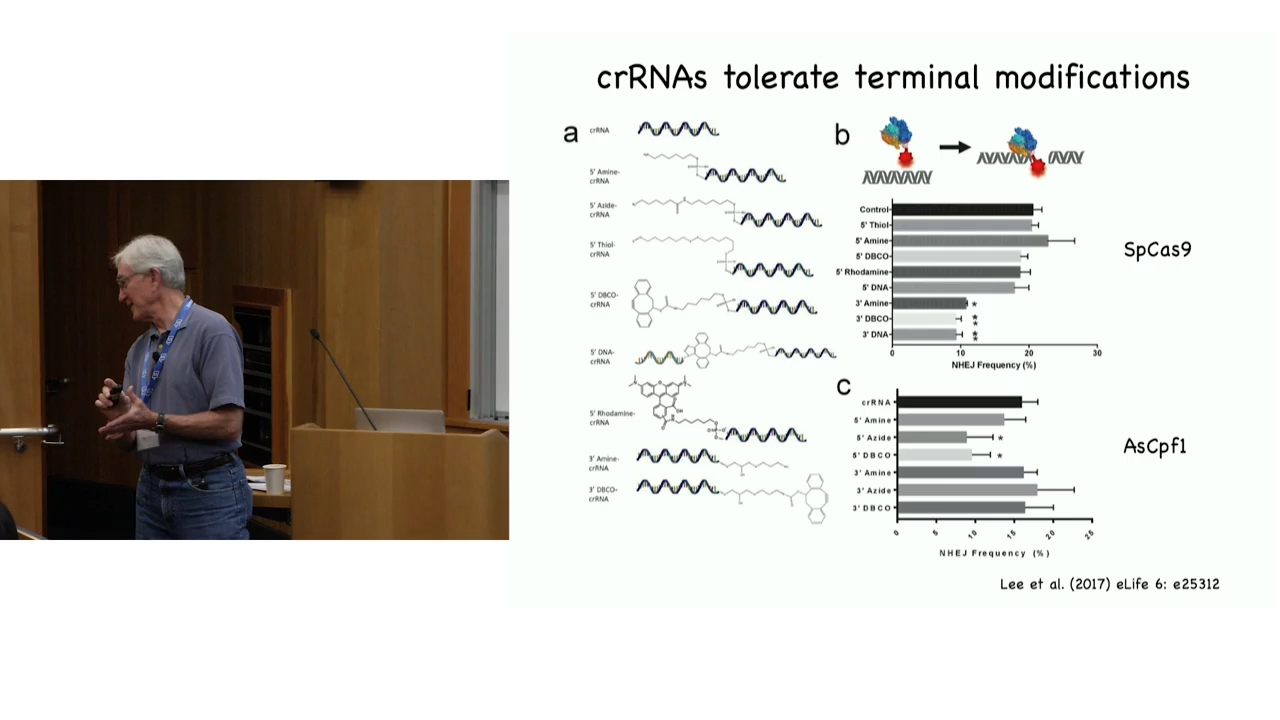 crRNAs tolerate terminal modifications
a
crRNA
5' Amine-
crRNA
5' Azide-
crRNA
5' Thiol-
crRNA
5' DBCO-
crRNA
5' DNA-
crRNA
5' Rhodamine-
crRNA
3' Amine-
crRNA
3' DBCO-
crRNA
b
Control
5' Thiol
5' Amine
5' DBCO
5' Rhodamine
5' DNA
3' Amine
3' DBCO
3' DNA
*
*
*
*
*
0 10 20 30
NHEJ Frequency (%)
SpCas9
c
crRNA
5' Amine
5' Azide
5' DBCO
3' Amine
3' Azide
3' DBCO
*
*
0 5 10 15 20 25
NHEJ Frequency (%)
AsCpf1
Lee et al. (2017) eLife 6: e25312